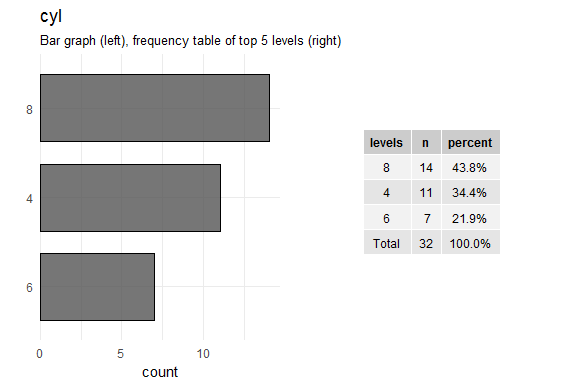 cyl
Bar graph (left), frequency table of top 5 levels (right)
8
4
6
0 5 10
count
levels n percent
8 14 43.8%
4 11 34.4%
6 7 21.9%
Total 32 100.0%